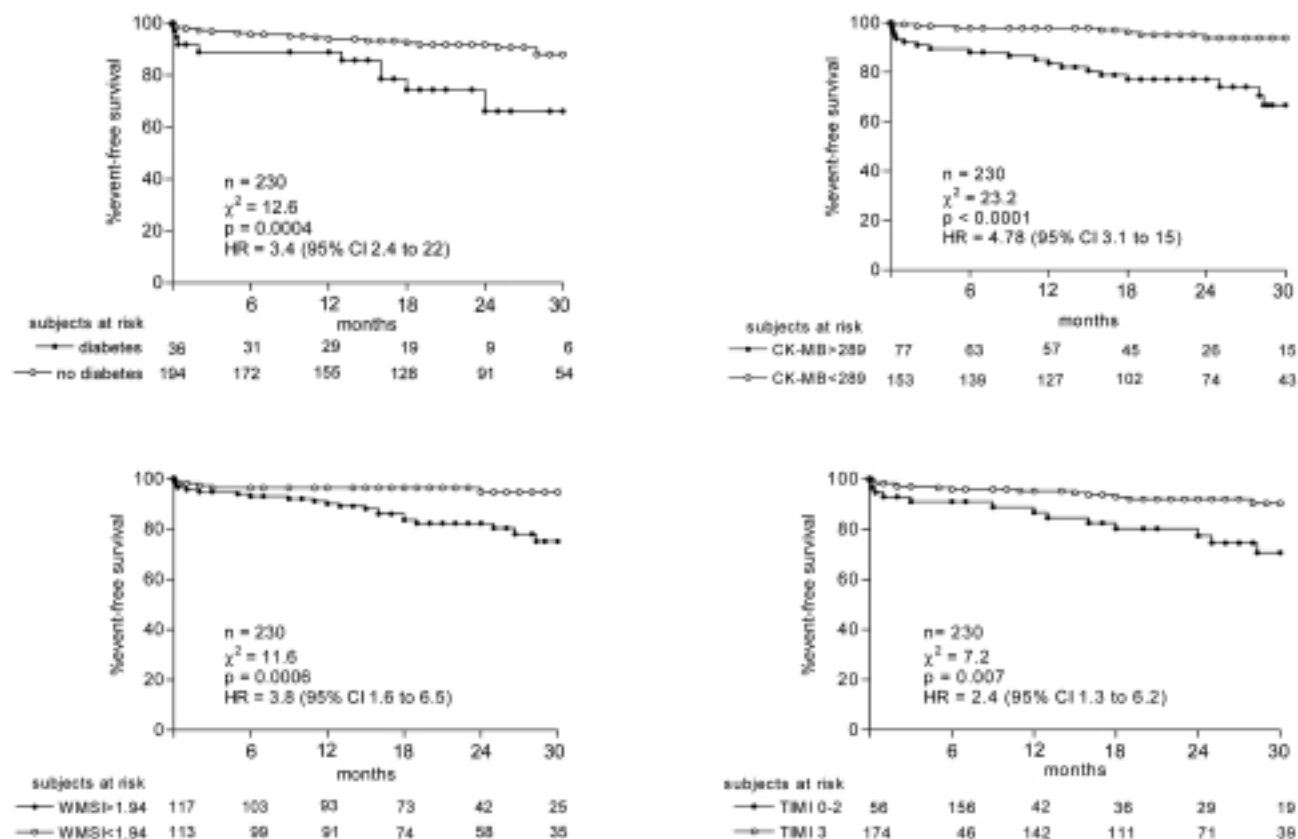 100
80
60
40
20
0
%event-free survival
n = 230
χ² = 12.6
p = 0.0004
HR = 3.4 (95% CI 2.4 to 22)
6 12 18 24 30
months
subjects at risk
diabetes 36 31 29 19 9 6
no diabetes 194 172 155 128 91 54
100
80
60
40
20
0
%event-free survival
n = 230
χ² = 23.2
p < 0.0001
HR = 4.78 (95% CI 3.1 to 15)
6 12 18 24 30
months
subjects at risk
CK-MB>289 77 63 57 45 26 15
CK-MB<289 153 139 127 102 74 43
100
80
60
40
20
0
%event-free survival
n = 230
χ² = 11.6
p = 0.0006
HR = 3.8 (95% CI 1.6 to 6.5)
6 12 18 24 30
months
subjects at risk
WMSI>1.94 117 103 93 73 42 25
WMSI<1.94 113 99 91 74 58 35
100
80
60
40
20
0
%event-free survival
n= 230
χ² = 7.2
p = 0.007
HR = 2.4 (95% CI 1.3 to 6.2)
6 12 18 24 30
months
subjects at risk
TIMI 0-2 56 156 42 36 29 19
TIMI 3 174 46 142 111 71 39